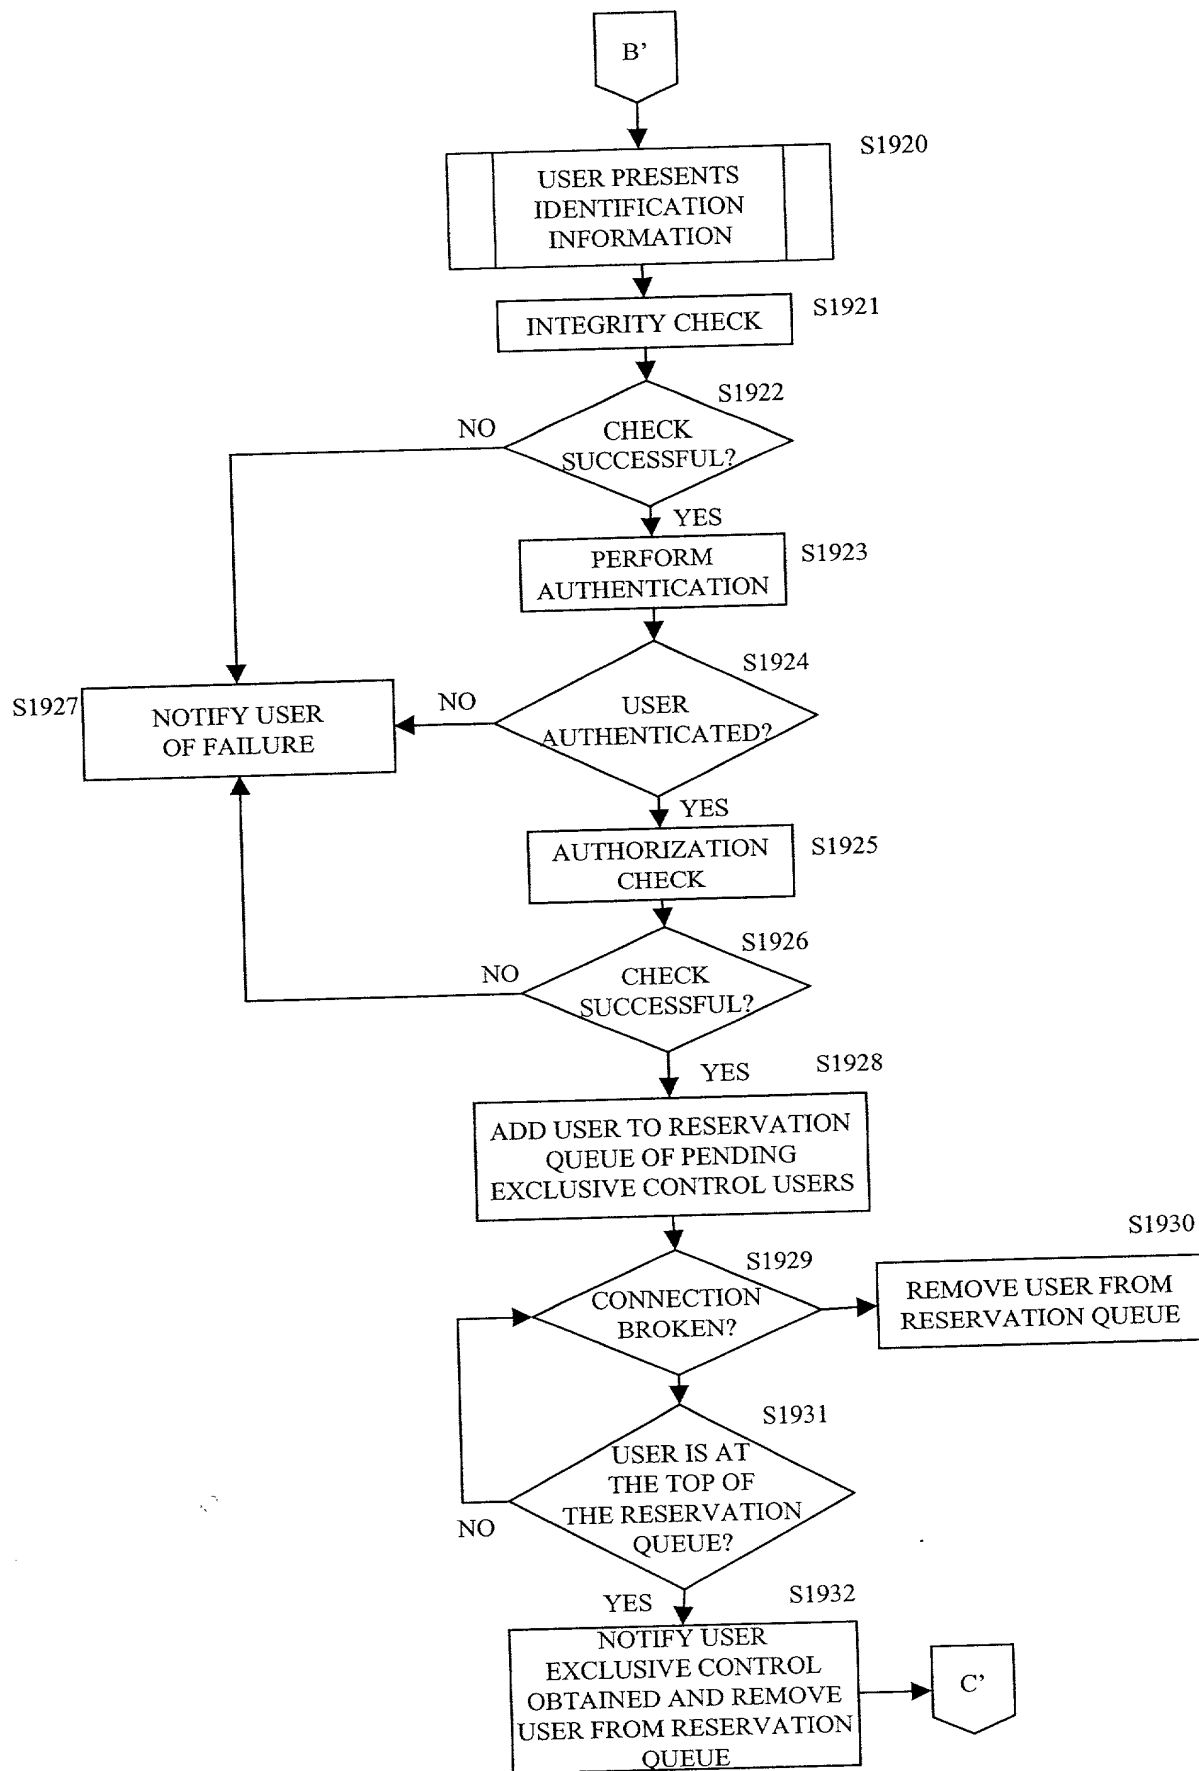 B’
S1920
USER PRESENTS
IDENTIFICATION
INFORMATION
INTEGRITY CHECK
S1921
S1922
NO
CHECK
SUCCESSFUL?
YES
PERFORM
AUTHENTICATION
S1923
S1924
S1927
NOTIFY USER
OF FAILURE
NO
USER
AUTHENTICATED?
YES
AUTHORIZATION
CHECK
S1925
S1926
NO
CHECK
SUCCESSFUL?
YES
S1928
ADD USER TO RESERVATION
QUEUE OF PENDING
EXCLUSIVE CONTROL USERS
S1930
S1929
CONNECTION
BROKEN?
REMOVE USER FROM
RESERVATION QUEUE
S1931
USER IS AT
THE TOP OF
THE RESERVATION
QUEUE?
NO
YES
S1932
NOTIFY USER
EXCLUSIVE CONTROL
OBTAINED AND REMOVE
USER FROM RESERVATION
QUEUE
C’